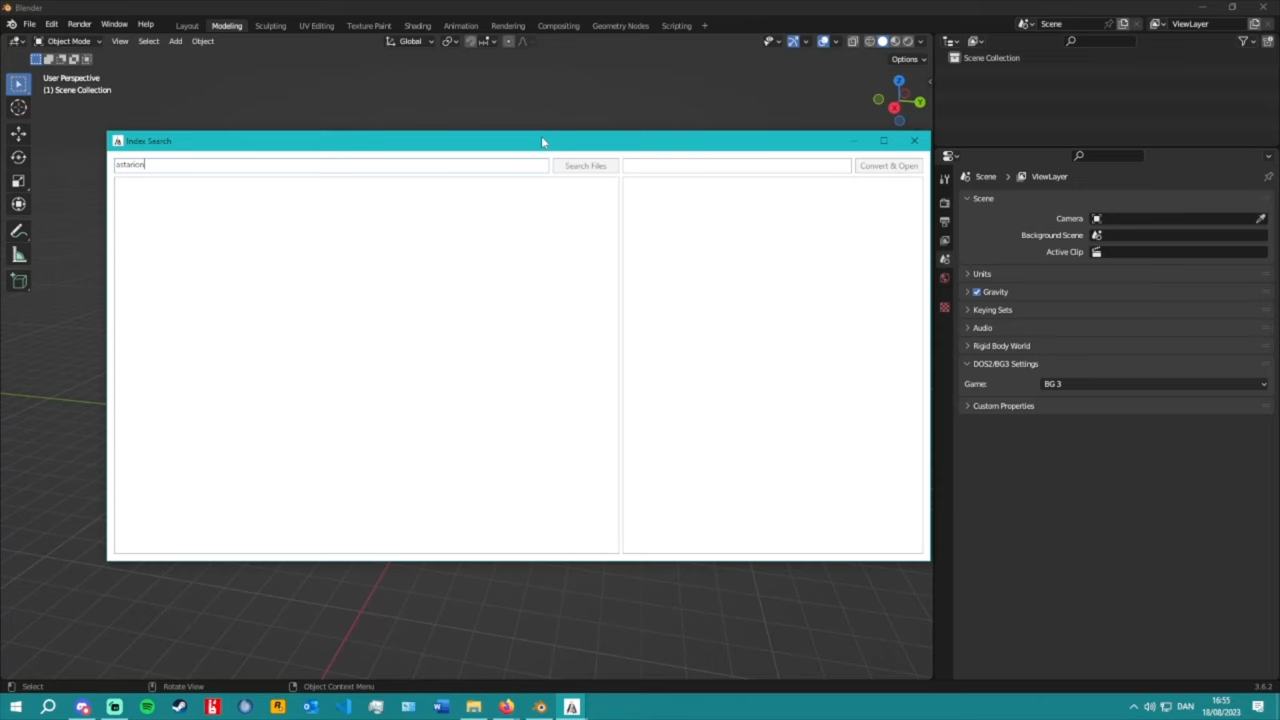 Blender
File Edit Render Window Help Layout Modeling Sculpting UV Editing Texture Paint Shading Animation Rendering Compositing Geometry Nodes Scripting + Scene ViewLayer
Object Mode View Select Add Object Global
Options
User Perspective
(1) Scene Collection
Z
Y
X
Scene Collection
Index Search
astarion Search Files Convert & Open
Scene > ViewLayer
Scene
Camera
Background Scene
Active Clip
Units
Gravity
Keying Sets
Audio
Rigid Body World
DOS2/BG3 Settings
Game: BG 3
Custom Properties
Select Rotate View Object Context Menu 3.6.2
DAN 16:55
18/08/2023